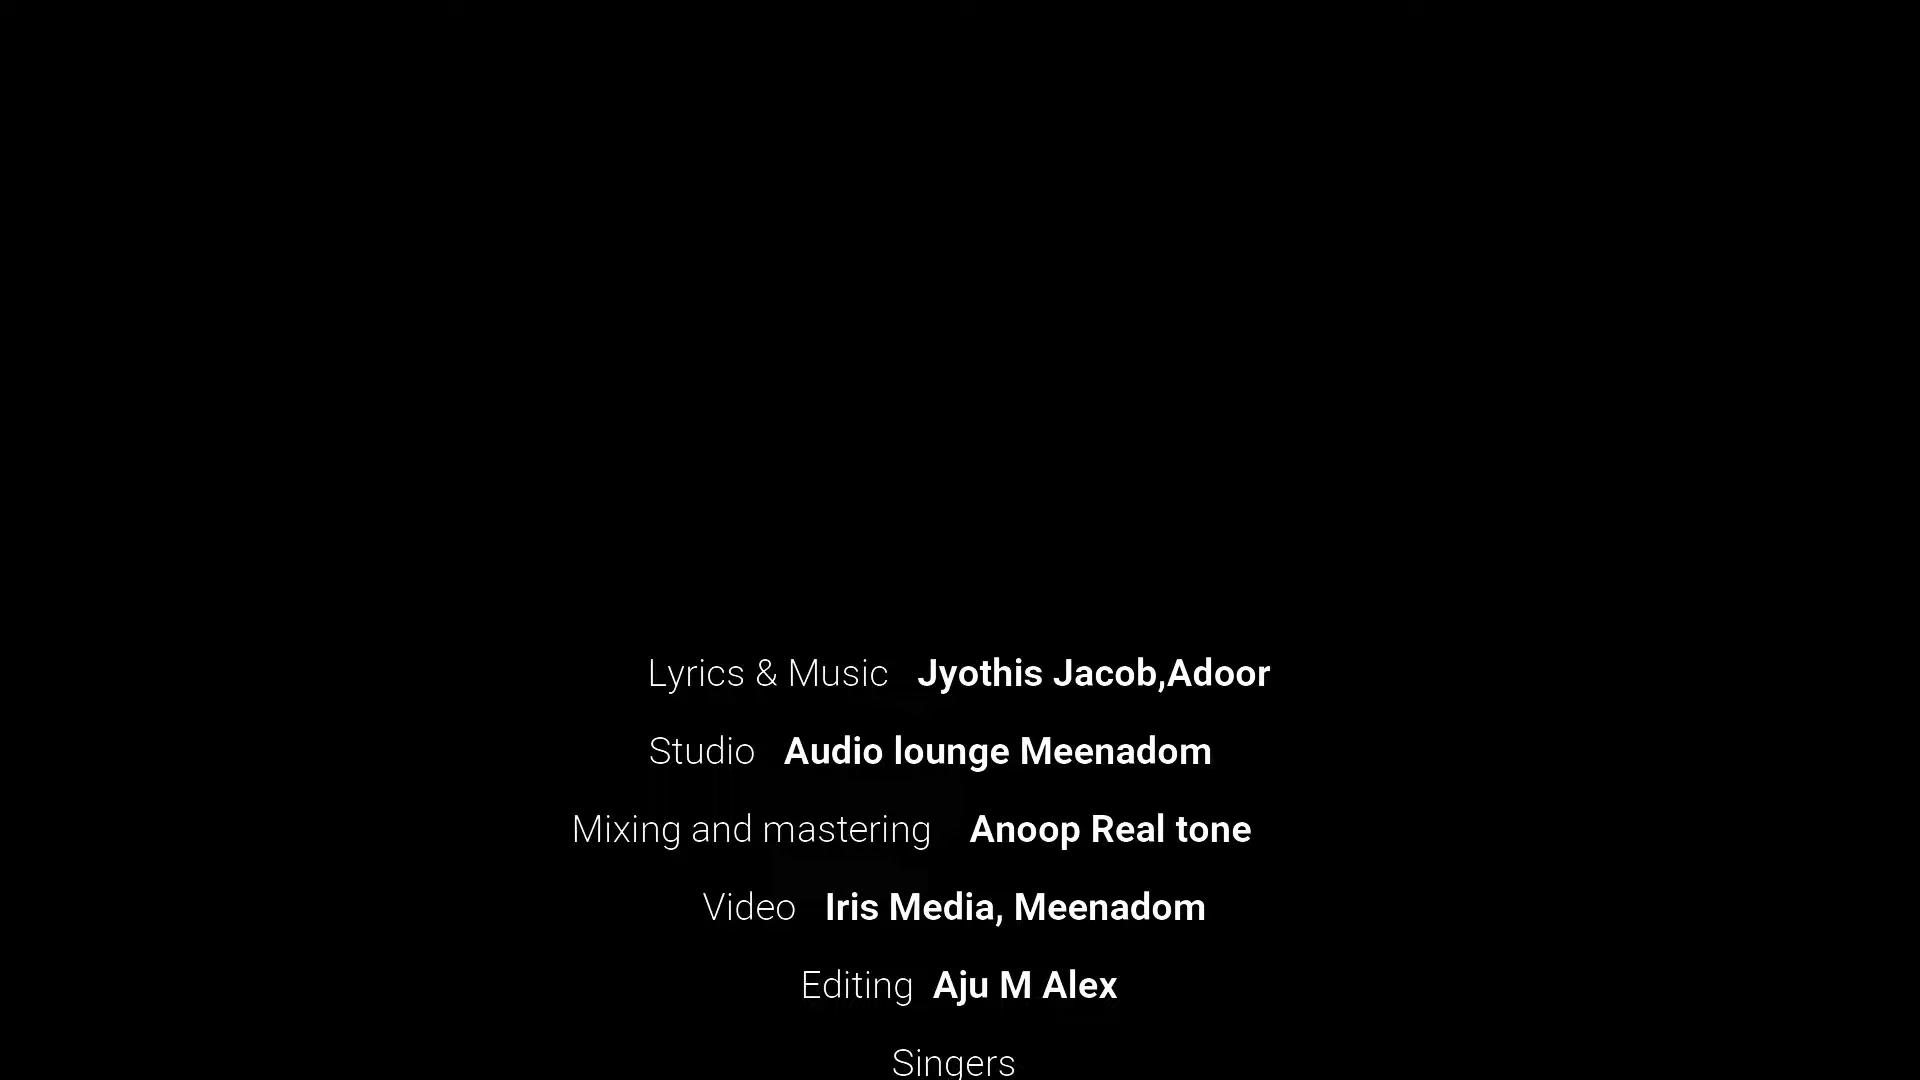 Lyrics & Music Jyothis Jacob,Adoor
Studio Audio lounge Meenadom
Mixing and mastering Anoop Real tone
Video Iris Media, Meenadom
Editing Aju M Alex
Singers